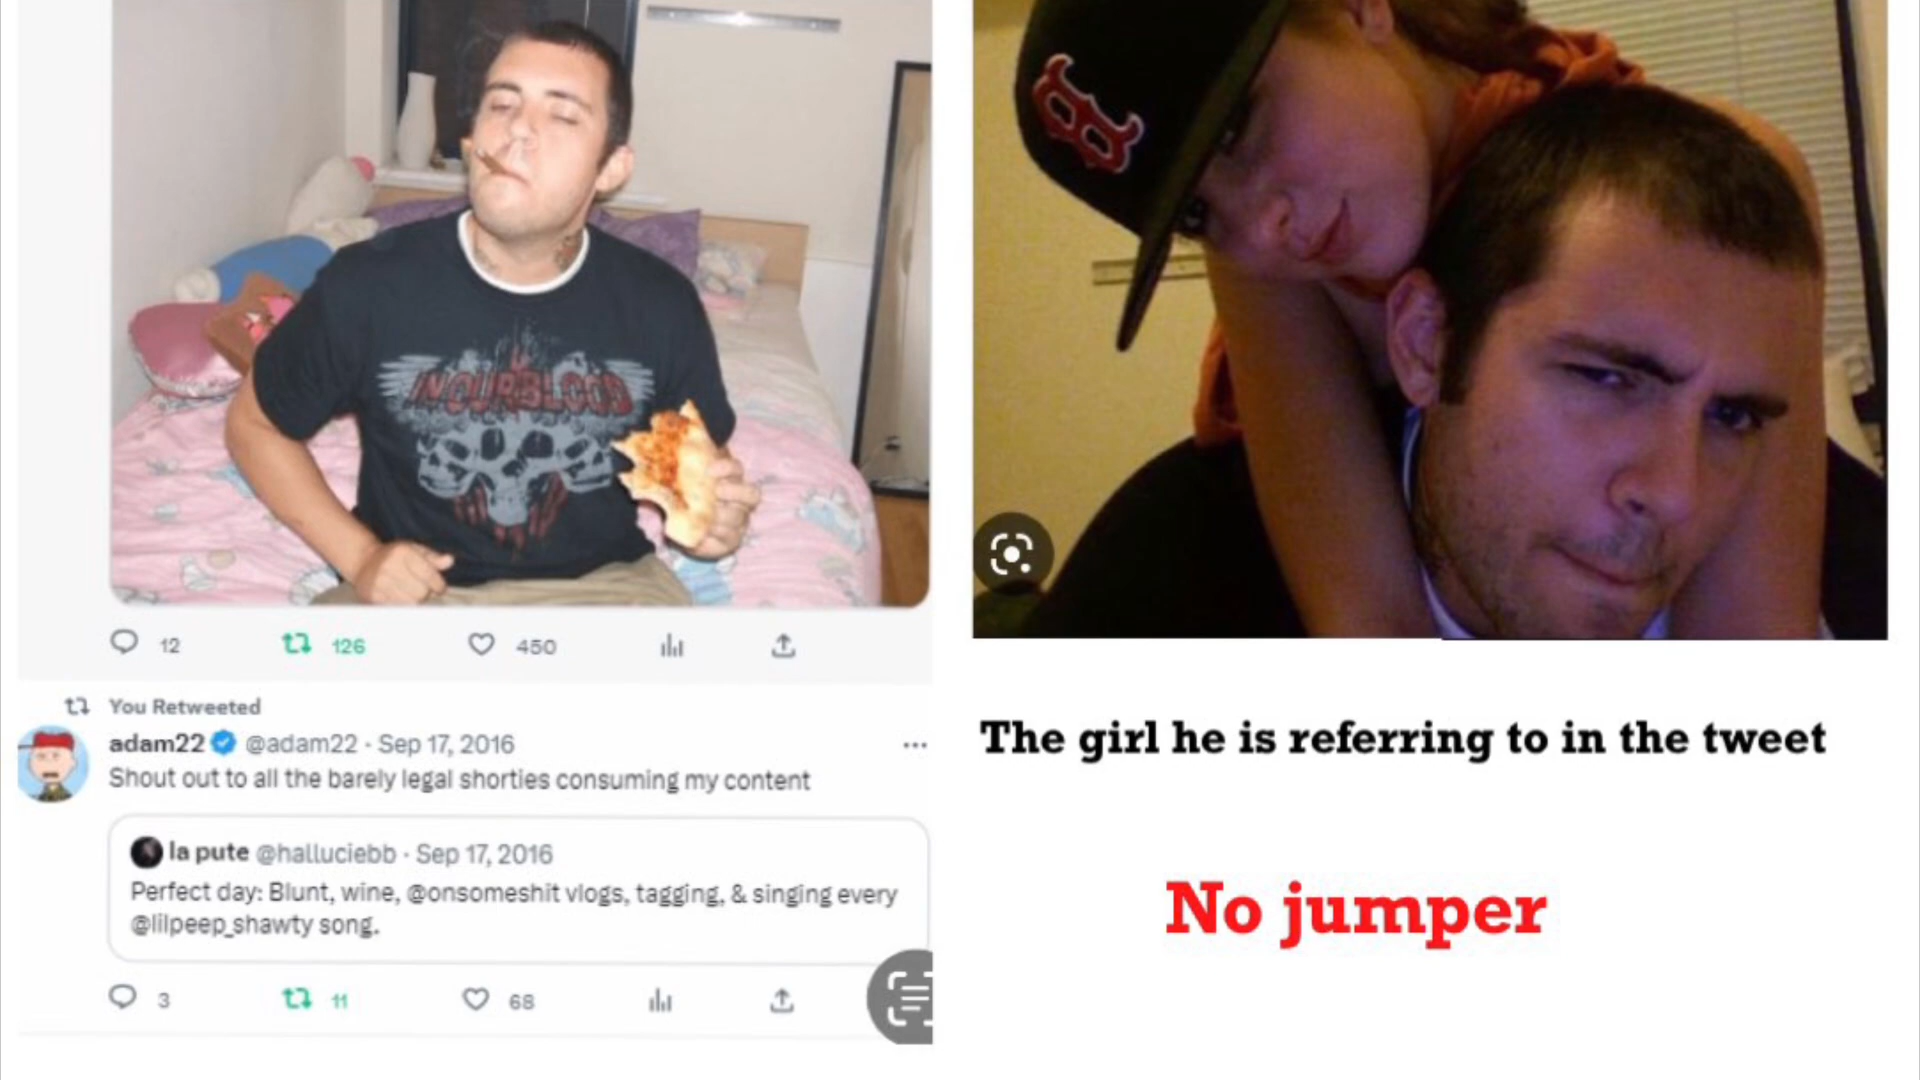 INOURBLOOD
B
12 126 450
You Retweeted
adam22 @adam22 · Sep 17, 2016
Shout out to all the barely legal shorties consuming my content
la pute @halluciebb · Sep 17, 2016
Perfect day: Blunt, wine, @onsomeshit vlogs, tagging, & singing every
@lilpeep_shawty song.
3 11 68
The girl he is referring to in the tweet
No jumper